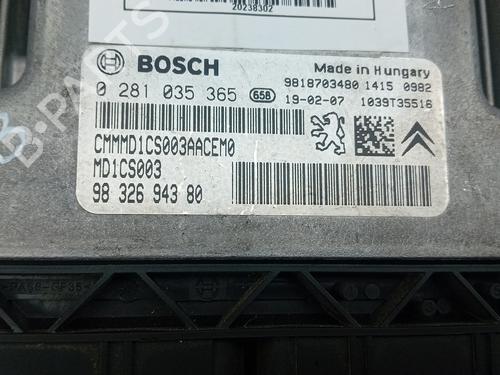 20238302
BOSCH
Made in Hungary
0 281 035 365 658
9818703480 1415 0982
19-02-07 1039T35516
CMMMD1CS003AACEM0
MD1CS003
98 326 943 80